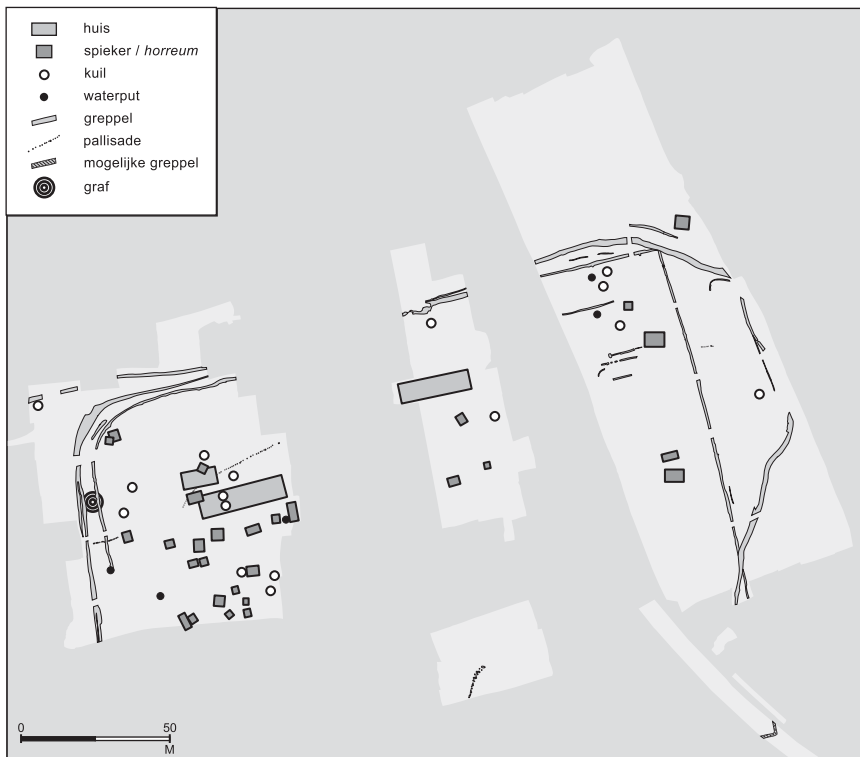 huis
spieker / horreum
kuil
waterput
greppel
pallisade
mogelijke greppel
graf
0 50
M